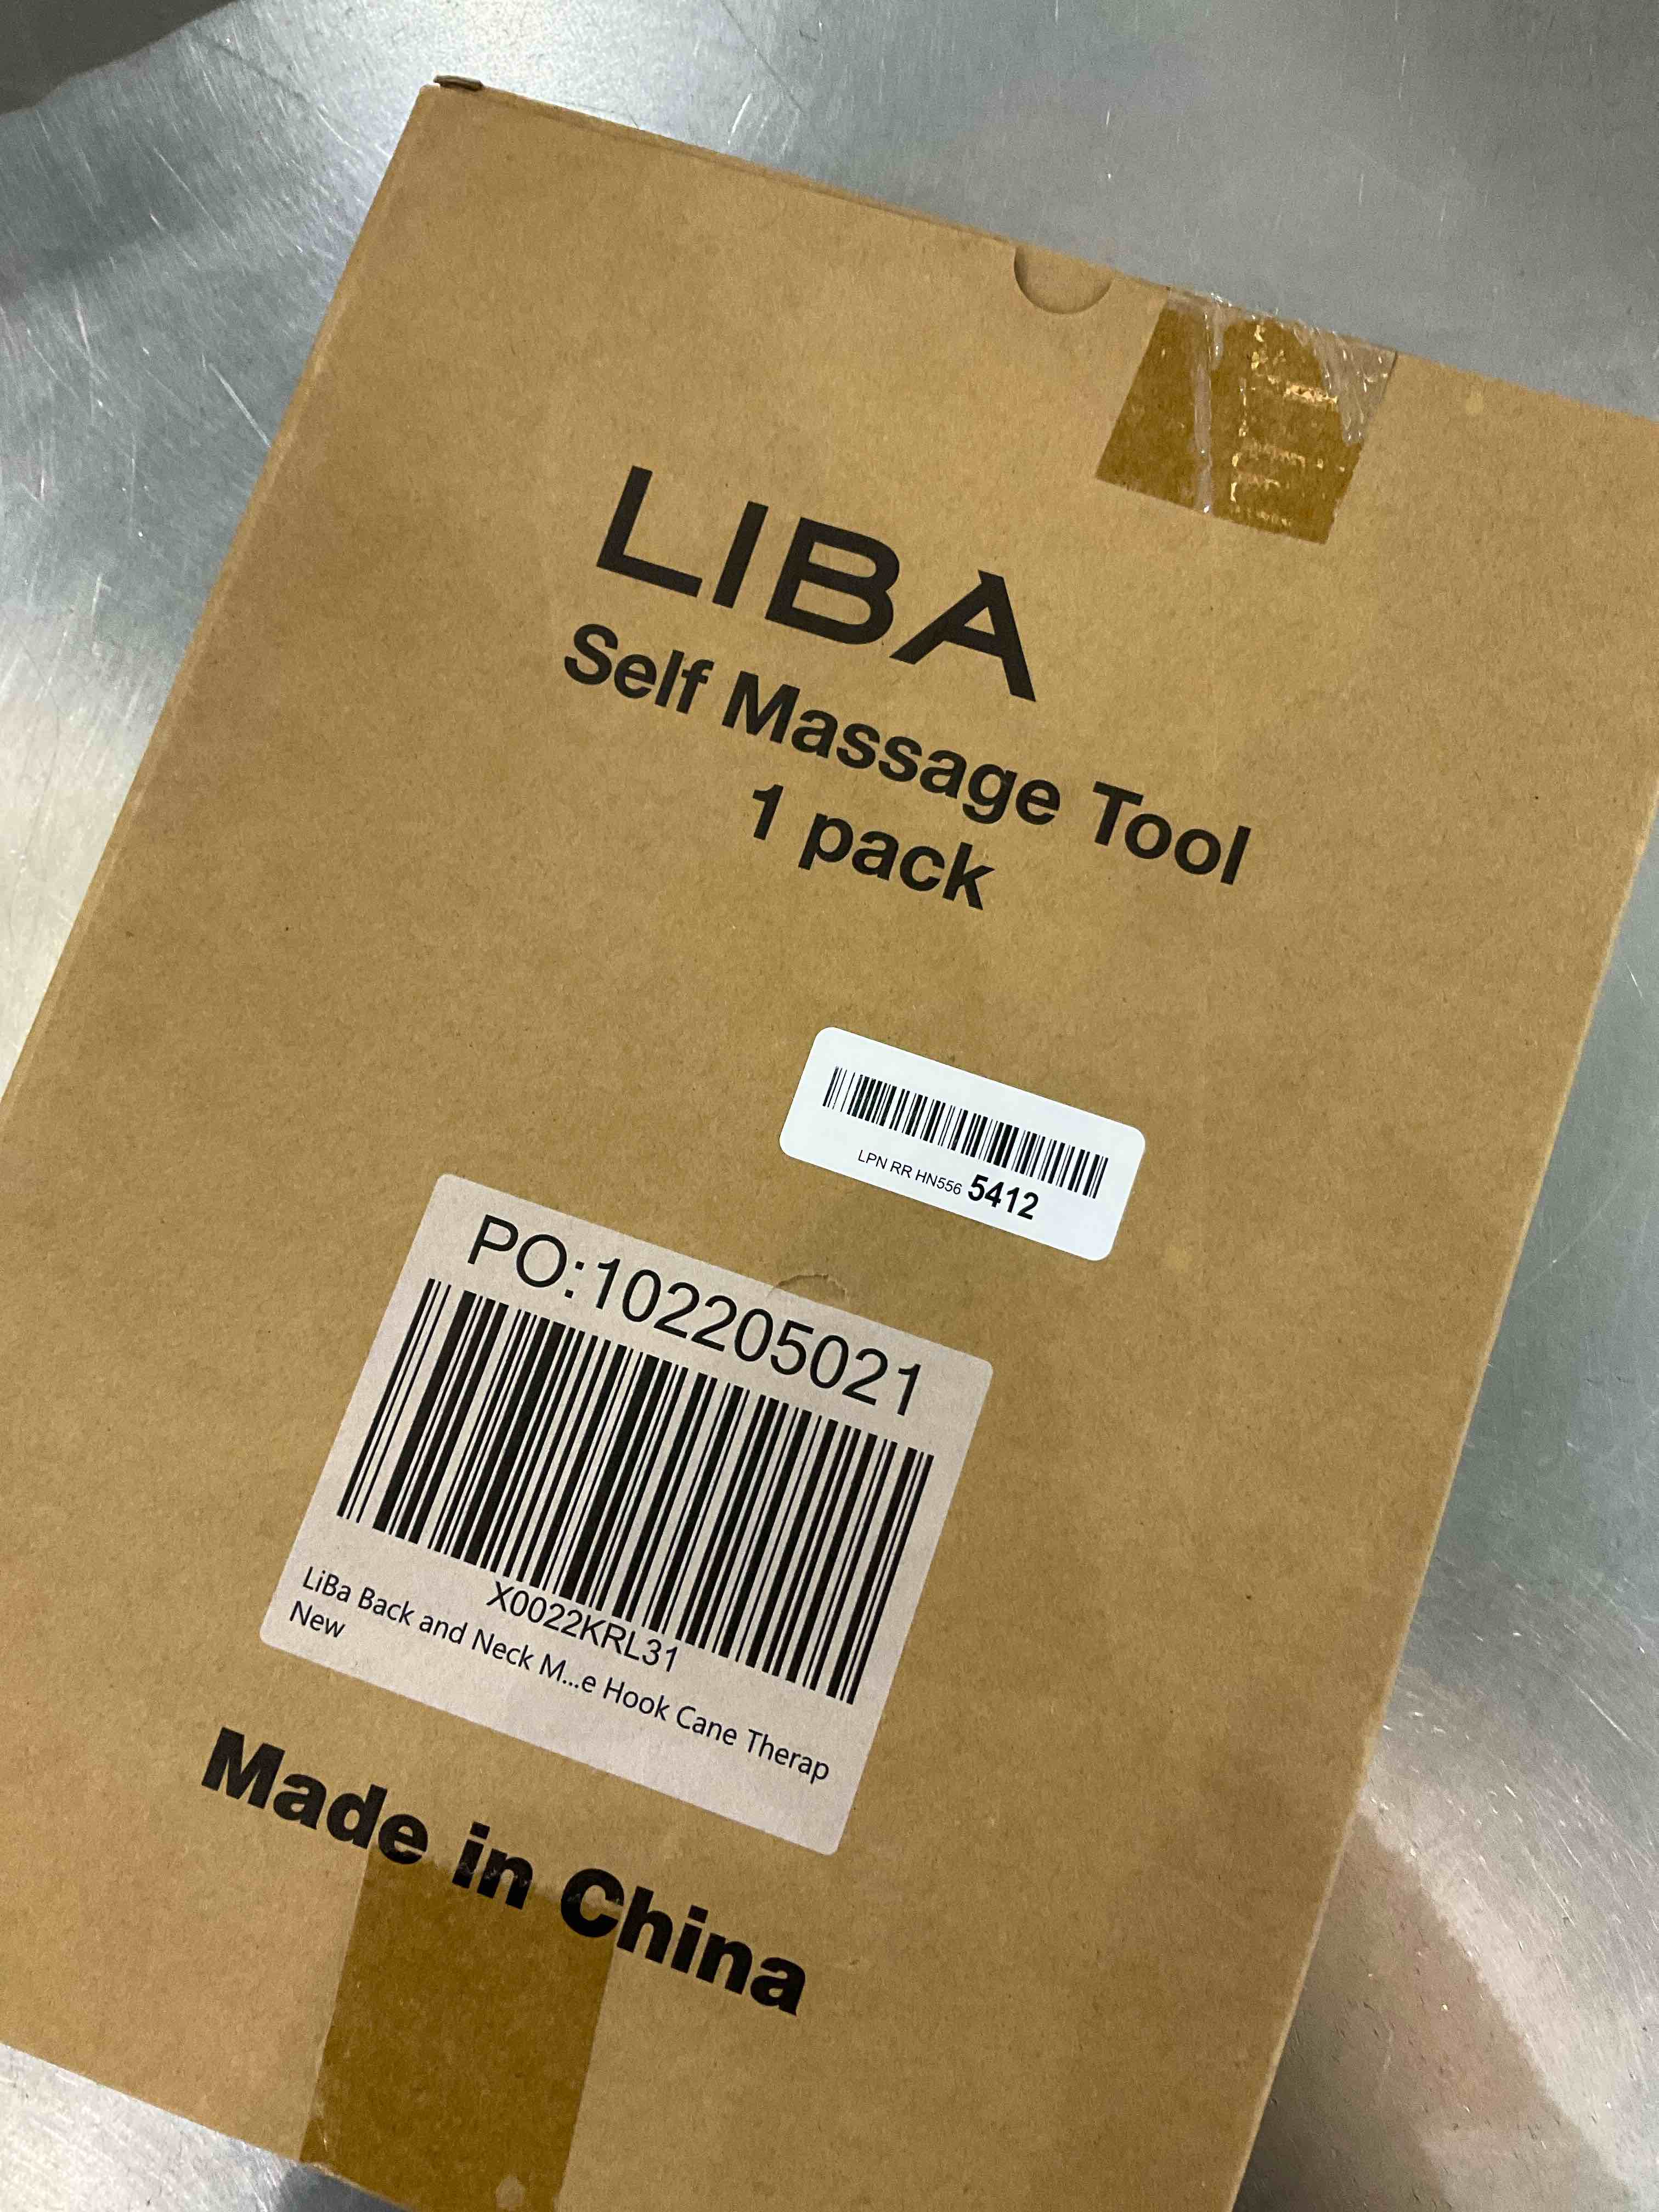 LIBA
Self Massage Tool
1 pack
LPN RR HN556 5412
PO:102205021
X0022KRL31
LiBa Back and Neck M...e Hook Cane Therap
New
Made in China